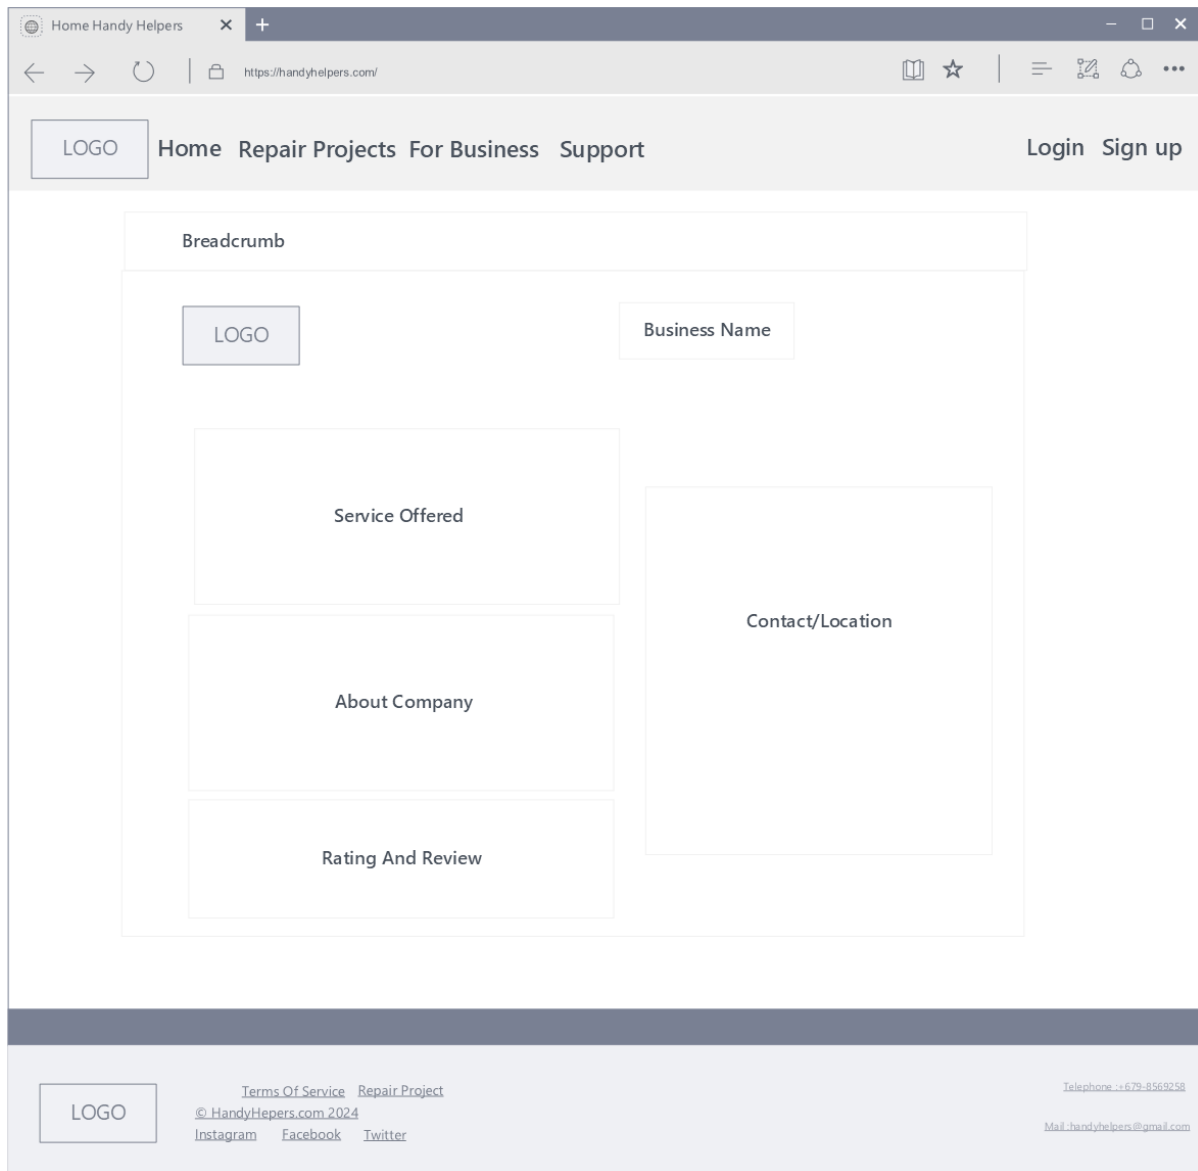 Home Handy Helpers
https://handyhelpers.com/
LOGO Home Repair Projects For Business Support Login Sign up
Breadcrumb
LOGO Business Name
Service Offered
Contact/Location
About Company
Rating And Review
LOGO
Terms Of Service Repair Project
© HandyHepers.com 2024
Instagram Facebook Twitter
Telephone :+679-8569258
Mail :handyhelpers@gmail.com